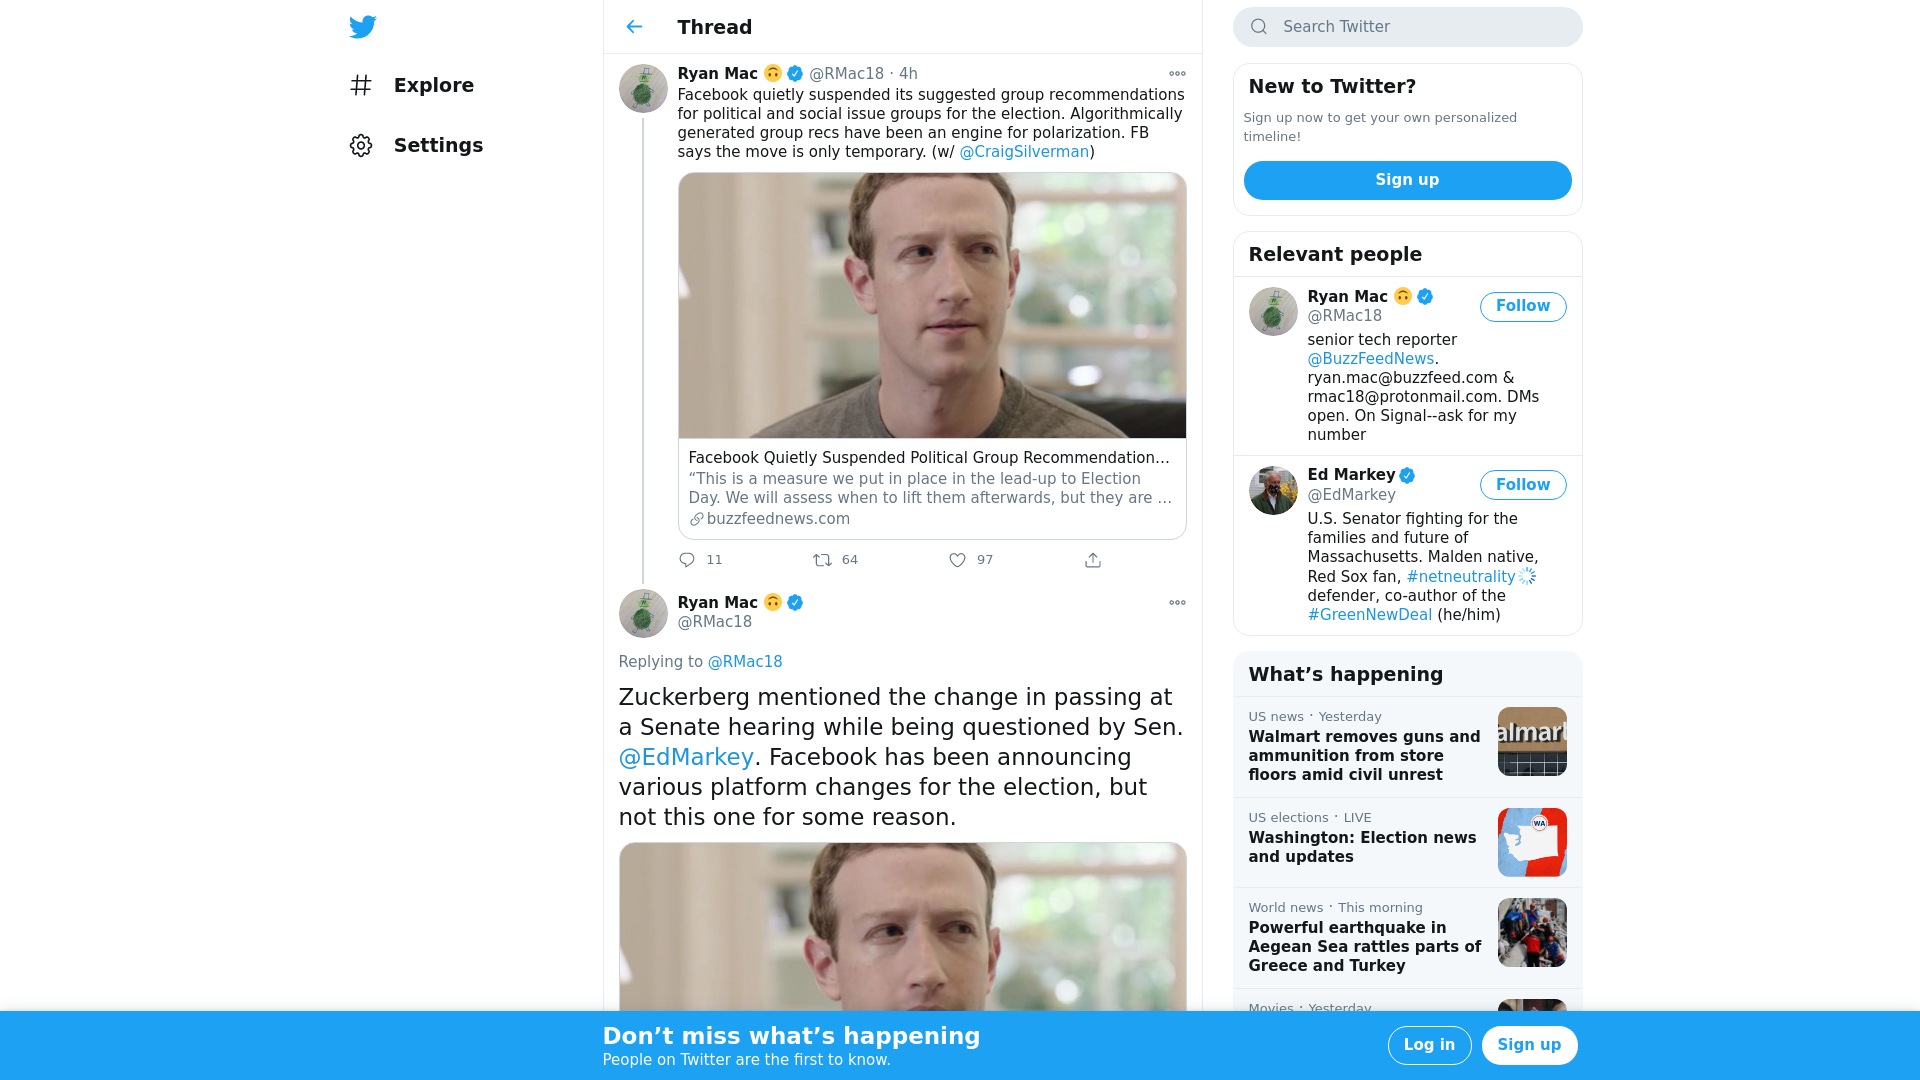 Explore
Settings
Thread
Ryan Mac @RMac18 · 4h
Facebook quietly suspended its suggested group recommendations
for political and social issue groups for the election. Algorithmically
generated group recs have been an engine for polarization. FB
says the move is only temporary. (w/ @CraigSilverman)
Facebook Quietly Suspended Political Group Recommendation…
“This is a measure we put in place in the lead-up to Election
Day. We will assess when to lift them afterwards, but they are …
buzzfeednews.com
11
64
97
Ryan Mac
@RMac18
Replying to @RMac18
Zuckerberg mentioned the change in passing at
a Senate hearing while being questioned by Sen.
@EdMarkey. Facebook has been announcing
various platform changes for the election, but
not this one for some reason.
Search Twitter
New to Twitter?
Sign up now to get your own personalized
timeline!
Sign up
Relevant people
Ryan Mac
@RMac18
Follow
senior tech reporter
@BuzzFeedNews.
ryan.mac@buzzfeed.com &
rmac18@protonmail.com. DMs
open. On Signal--ask for my
number
Ed Markey
@EdMarkey
Follow
U.S. Senator fighting for the
families and future of
Massachusetts. Malden native,
Red Sox fan, #netneutrality
defender, co-author of the
#GreenNewDeal (he/him)
What’s happening
US news · Yesterday
Walmart removes guns and
ammunition from store
floors amid civil unrest
almart
US elections · LIVE
Washington: Election news
and updates
WA
World news · This morning
Powerful earthquake in
Aegean Sea rattles parts of
Greece and Turkey
Movies · Yesterday
Don’t miss what’s happening
People on Twitter are the first to know.
Log in
Sign up